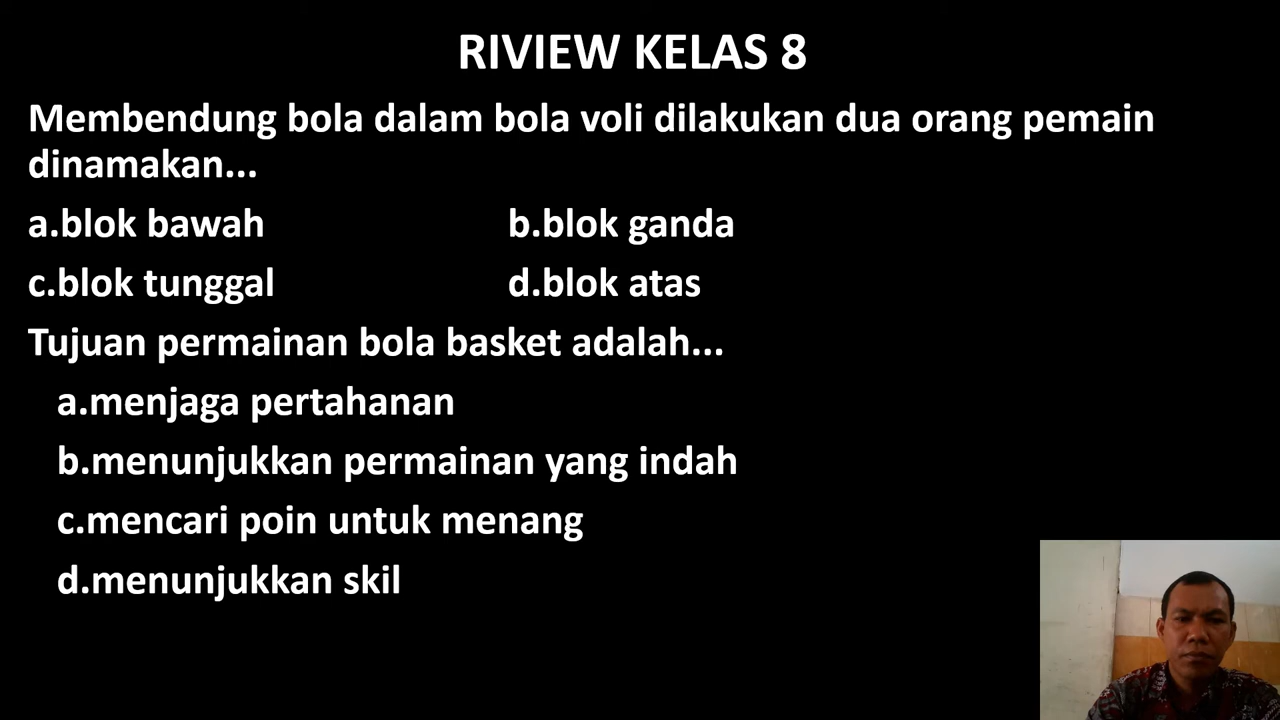 RIVIEW KELAS 8
Membendung bola dalam bola voli dilakukan dua orang pemain
dinamakan...
a.blok bawah b.blok ganda
c.blok tunggal d.blok atas
Tujuan permainan bola basket adalah...
a.menjaga pertahanan
b.menunjukkan permainan yang indah
c.mencari poin untuk menang
d.menunjukkan skil